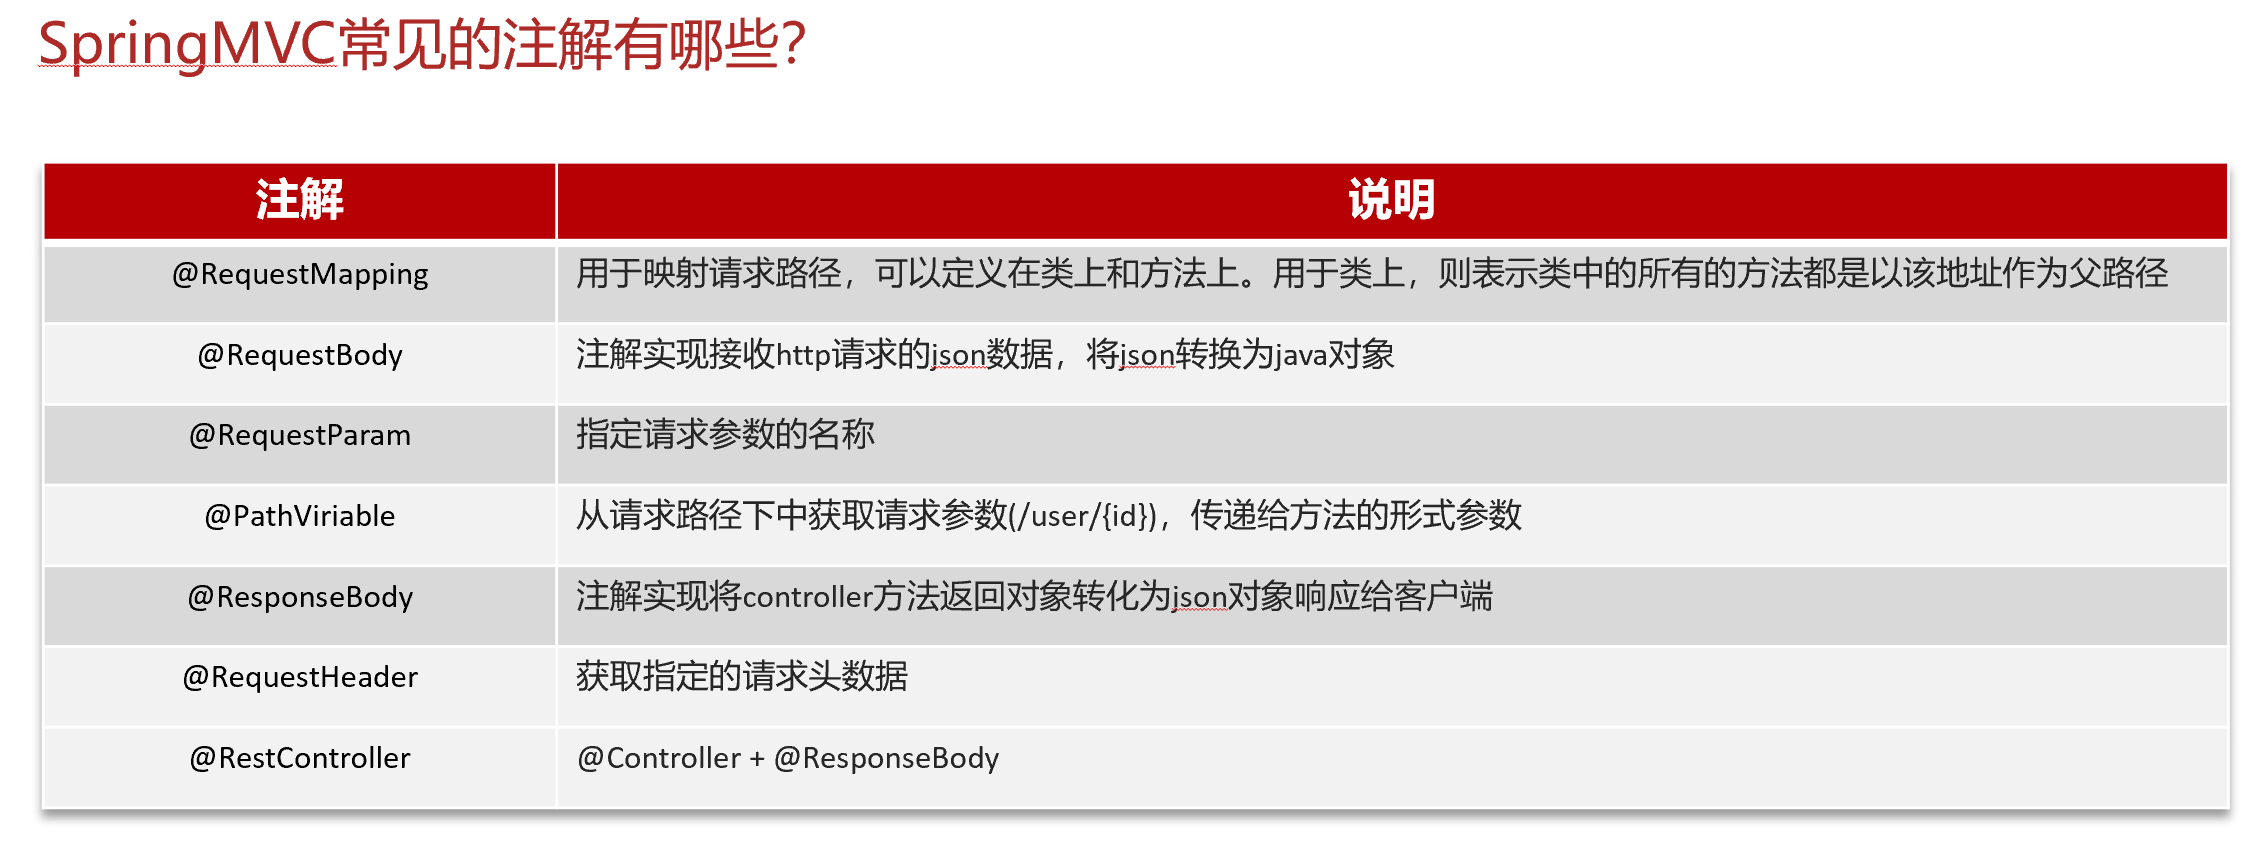 SpringMVC常见的注解有哪些？
注解 说明
@RequestMapping 用于映射请求路径，可以定义在类上和方法上。用于类上，则表示类中的所有的方法都是以该地址作为父路径
@RequestBody 注解实现接收http请求的json数据，将json转换为java对象
@RequestParam 指定请求参数的名称
@PathViriable 从请求路径下中获取请求参数(/user/{id})，传递给方法的形式参数
@ResponseBody 注解实现将controller方法返回对象转化为json对象响应给客户端
@RequestHeader 获取指定的请求头数据
@RestController @Controller + @ResponseBody